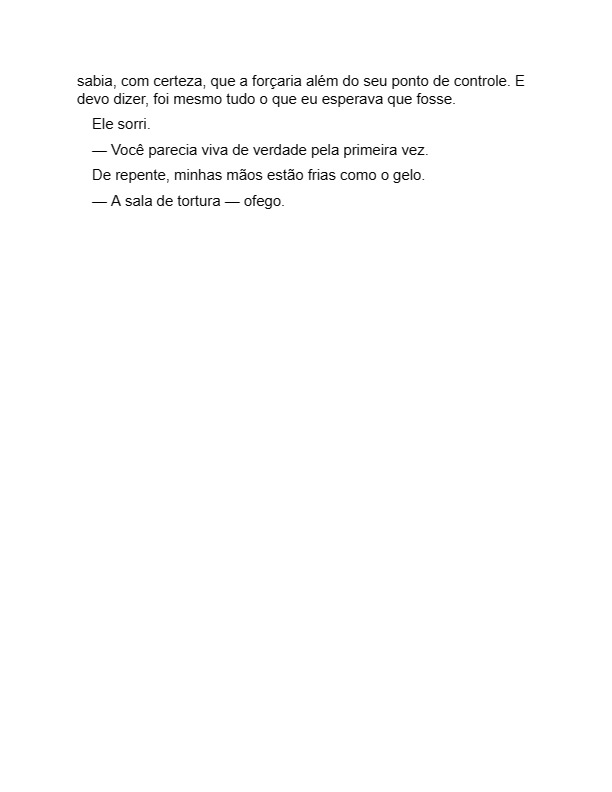 sabia, com certeza, que a forçaria além do seu ponto de controle. E
devo dizer, foi mesmo tudo o que eu esperava que fosse.
Ele sorri.
— Você parecia viva de verdade pela primeira vez.
De repente, minhas mãos estão frias como o gelo.
— A sala de tortura — ofego.